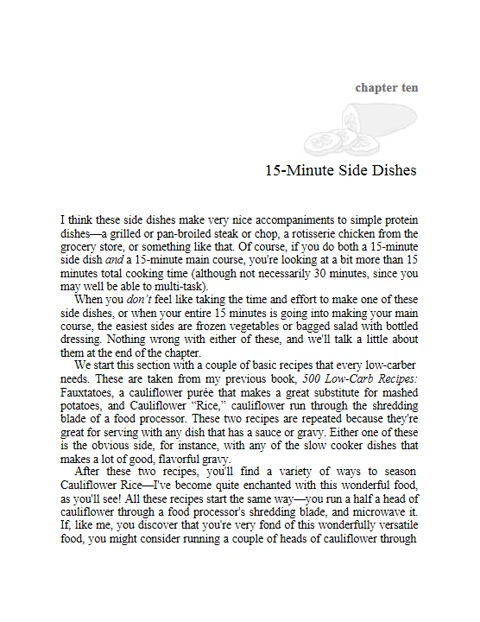 chapter ten
15-Minute Side Dishes
I think these side dishes make very nice accompaniments to simple protein
dishes—a grilled or pan-broiled steak or chop, a rotisserie chicken from the
grocery store, or something like that. Of course, if you do both a 15-minute
side dish and a 15-minute main course, you're looking at a bit more than 15
minutes total cooking time (although not necessarily 30 minutes, since you
may well be able to multi-task).
When you don't feel like taking the time and effort to make one of these
side dishes, or when your entire 15 minutes is going into making your main
course, the easiest sides are frozen vegetables or bagged salad with bottled
dressing. Nothing wrong with either of these, and we'll talk a little about
them at the end of the chapter.
We start this section with a couple of basic recipes that every low-carber
needs. These are taken from my previous book, 500 Low-Carb Recipes:
Fauxtatoes, a cauliflower purée that makes a great substitute for mashed
potatoes, and Cauliflower “Rice,” cauliflower run through the shredding
blade of a food processor. These two recipes are repeated because they're
great for serving with any dish that has a sauce or gravy. Either one of these
is the obvious side, for instance, with any of the slow cooker dishes that
makes a lot of good, flavorful gravy.
After these two recipes, you'll find a variety of ways to season
Cauliflower Rice—I've become quite enchanted with this wonderful food,
as you'll see! All these recipes start the same way—you run a half a head of
cauliflower through a food processor's shredding blade, and microwave it.
If, like me, you discover that you're very fond of this wonderfully versatile
food, you might consider running a couple of heads of cauliflower through